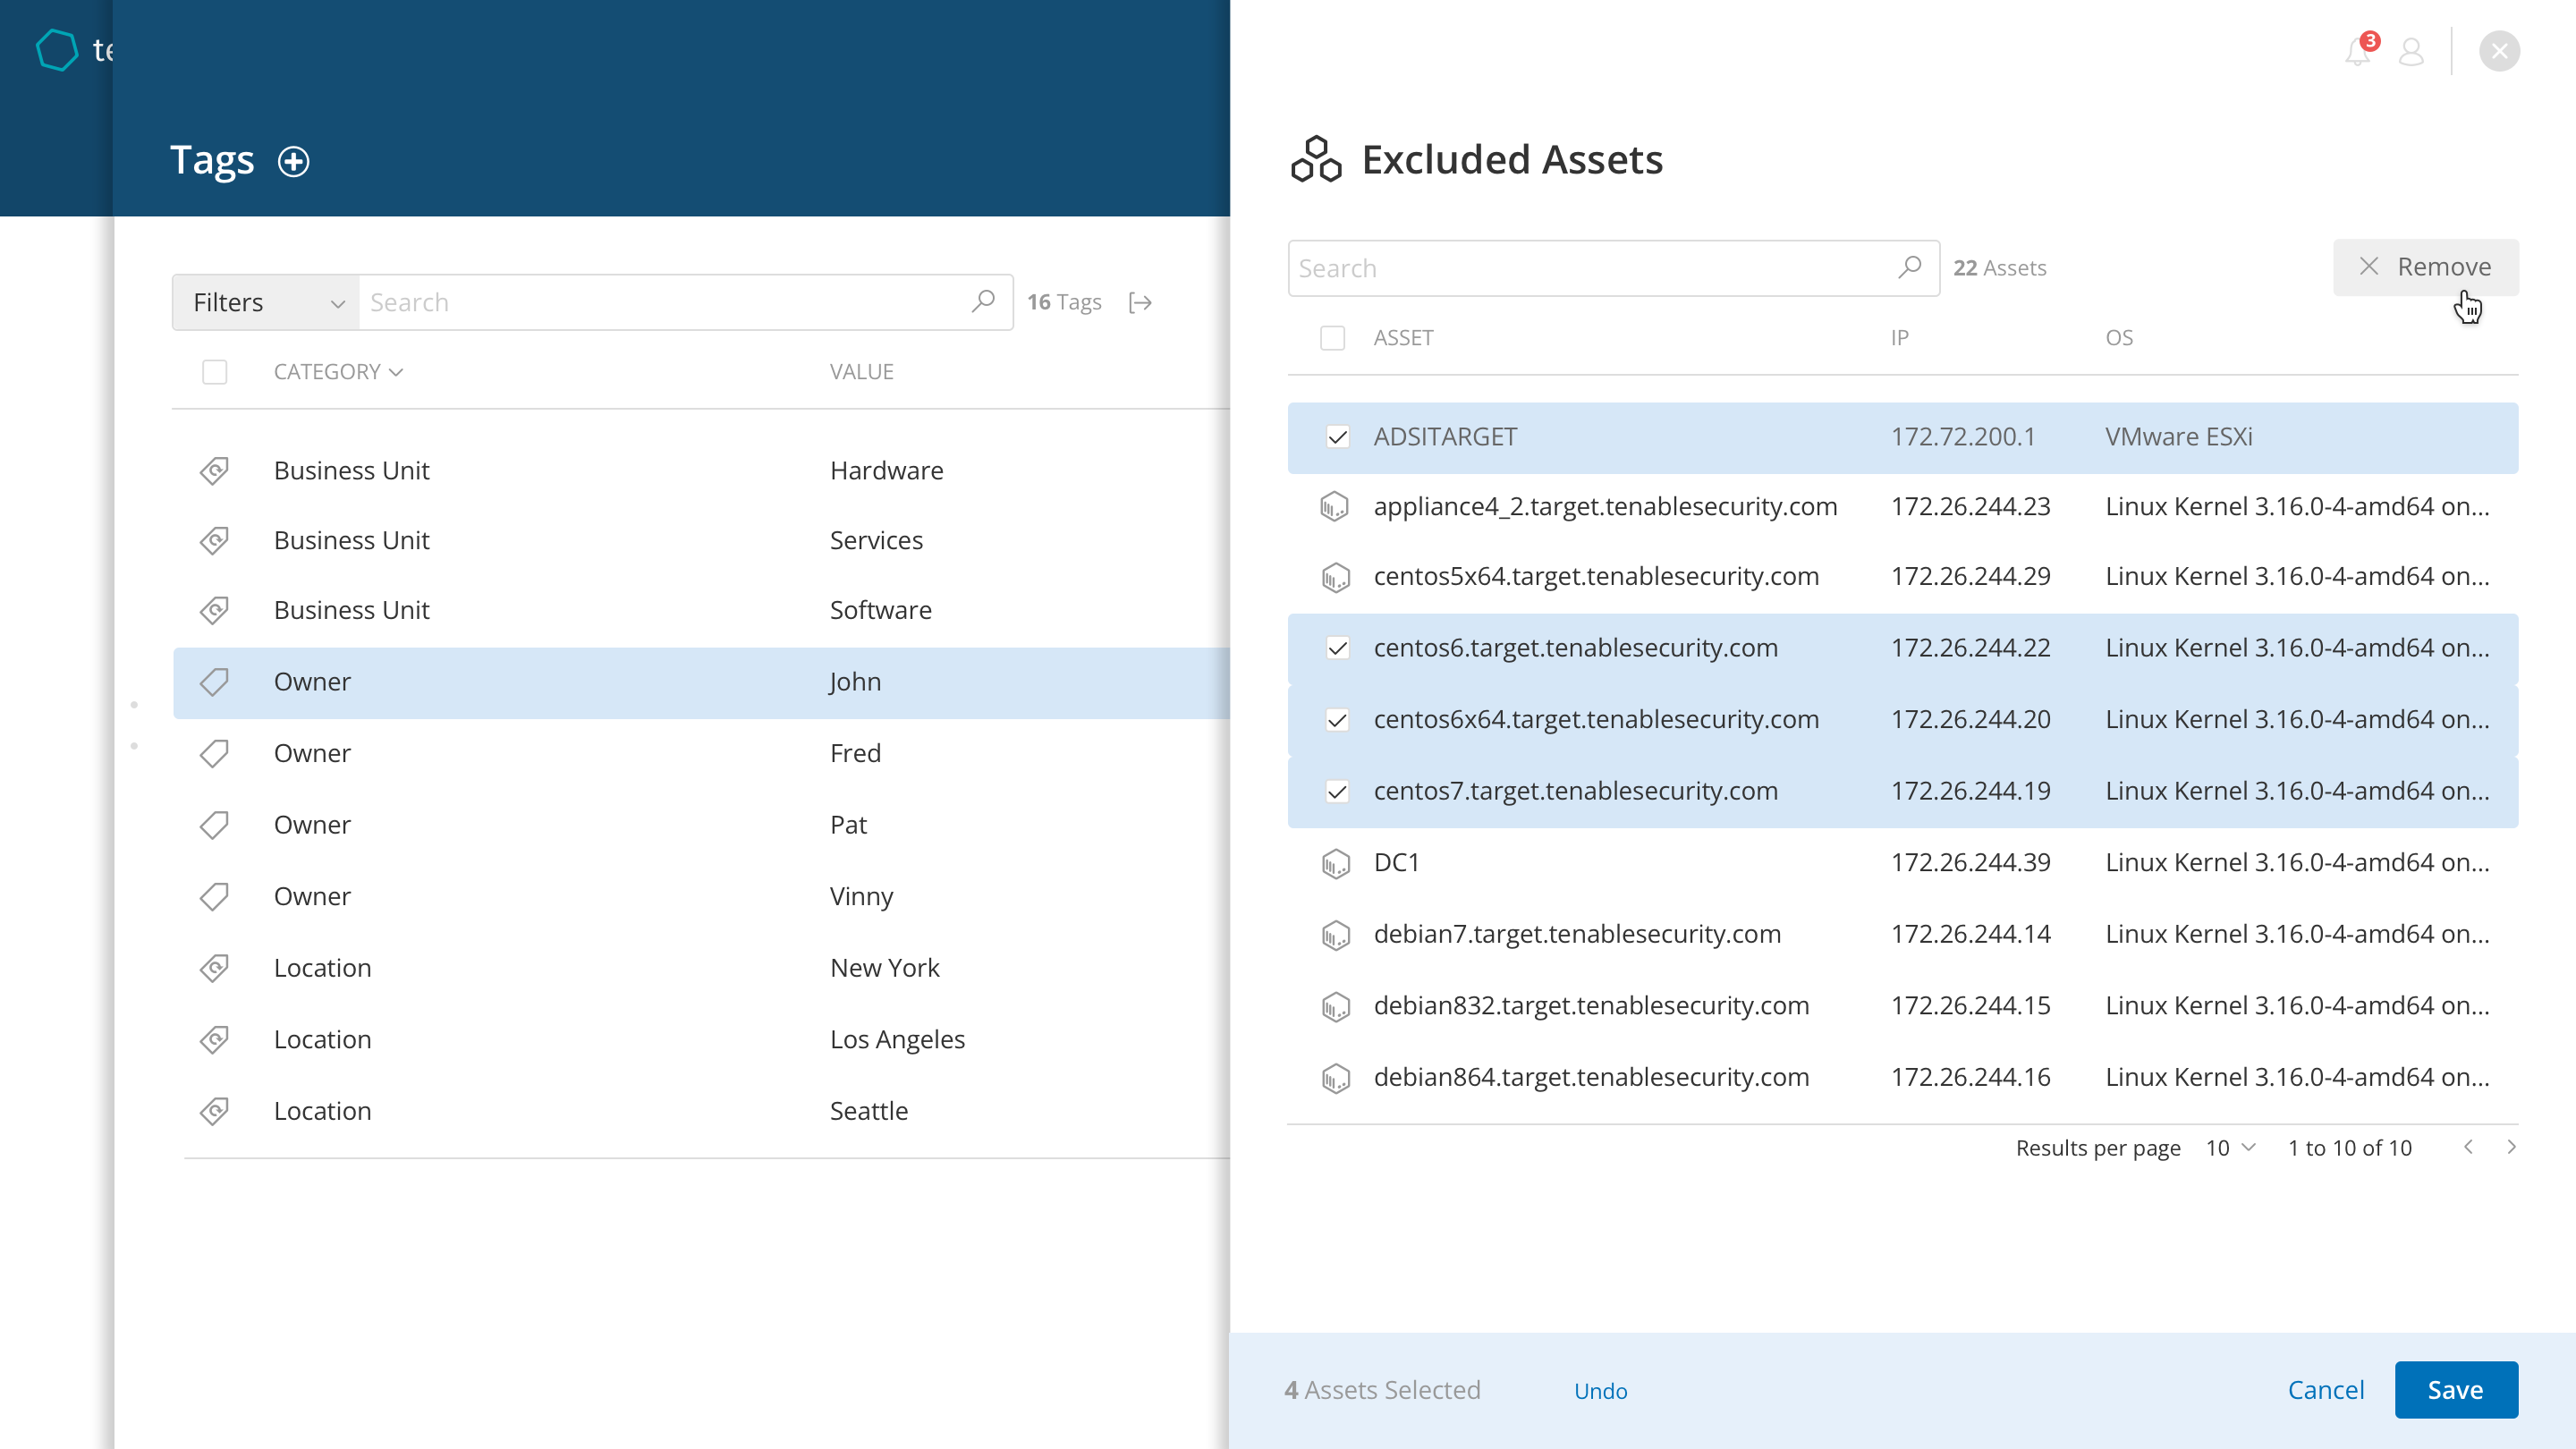 te
3
Tags
Excluded Assets
Search
22 Assets
Remove
Filters
Search
16 Tags
ASSET IP OS
CATEGORY VALUE
ADSITARGET 172.72.200.1 VMware ESXi
appliance4_2.target.tenablesecurity.com 172.26.244.23 Linux Kernel 3.16.0-4-amd64 on...
centos5x64.target.tenablesecurity.com 172.26.244.29 Linux Kernel 3.16.0-4-amd64 on...
centos6.target.tenablesecurity.com 172.26.244.22 Linux Kernel 3.16.0-4-amd64 on...
centos6x64.target.tenablesecurity.com 172.26.244.20 Linux Kernel 3.16.0-4-amd64 on...
centos7.target.tenablesecurity.com 172.26.244.19 Linux Kernel 3.16.0-4-amd64 on...
DC1 172.26.244.39 Linux Kernel 3.16.0-4-amd64 on...
debian7.target.tenablesecurity.com 172.26.244.14 Linux Kernel 3.16.0-4-amd64 on...
debian832.target.tenablesecurity.com 172.26.244.15 Linux Kernel 3.16.0-4-amd64 on...
debian864.target.tenablesecurity.com 172.26.244.16 Linux Kernel 3.16.0-4-amd64 on...
Business Unit Hardware
Business Unit Services
Business Unit Software
Owner John
Owner Fred
Owner Pat
Owner Vinny
Location New York
Location Los Angeles
Location Seattle
Results per page 10 1 to 10 of 10
4 Assets Selected
Undo
Cancel
Save